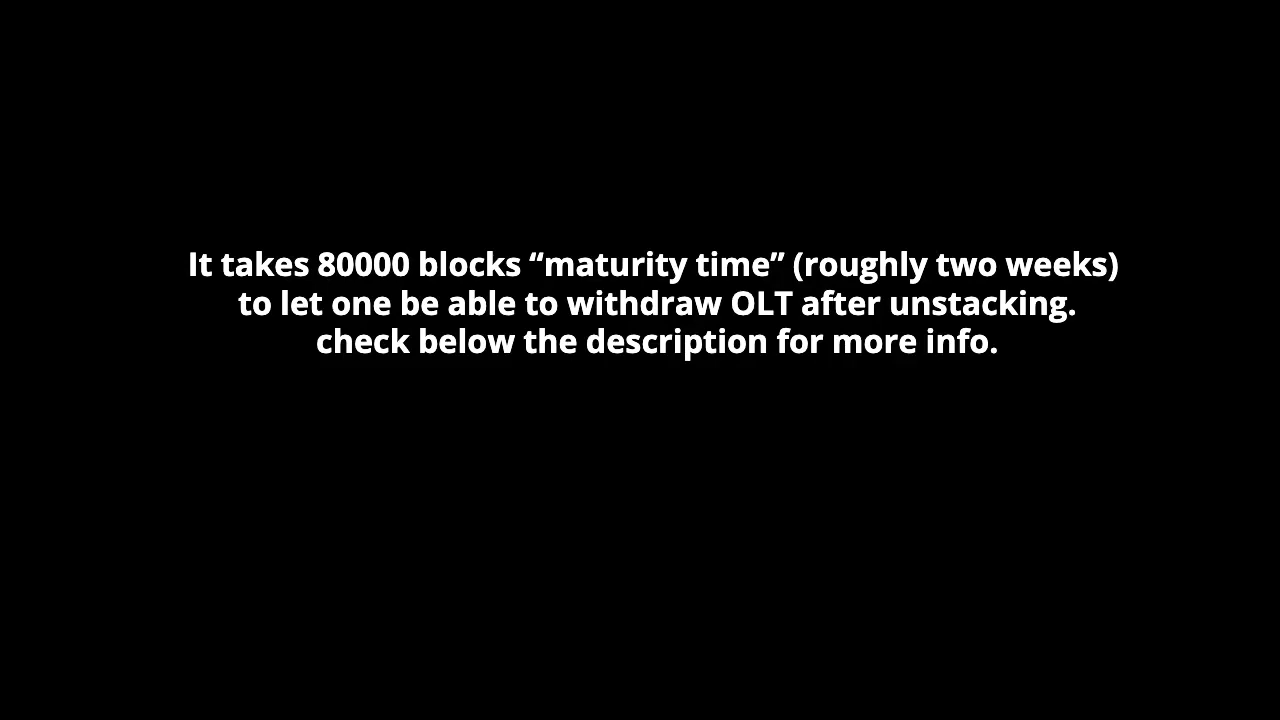 It takes 80000 blocks “maturity time” (roughly two weeks)
to let one be able to withdraw OLT after unstacking.
check below the description for more info.